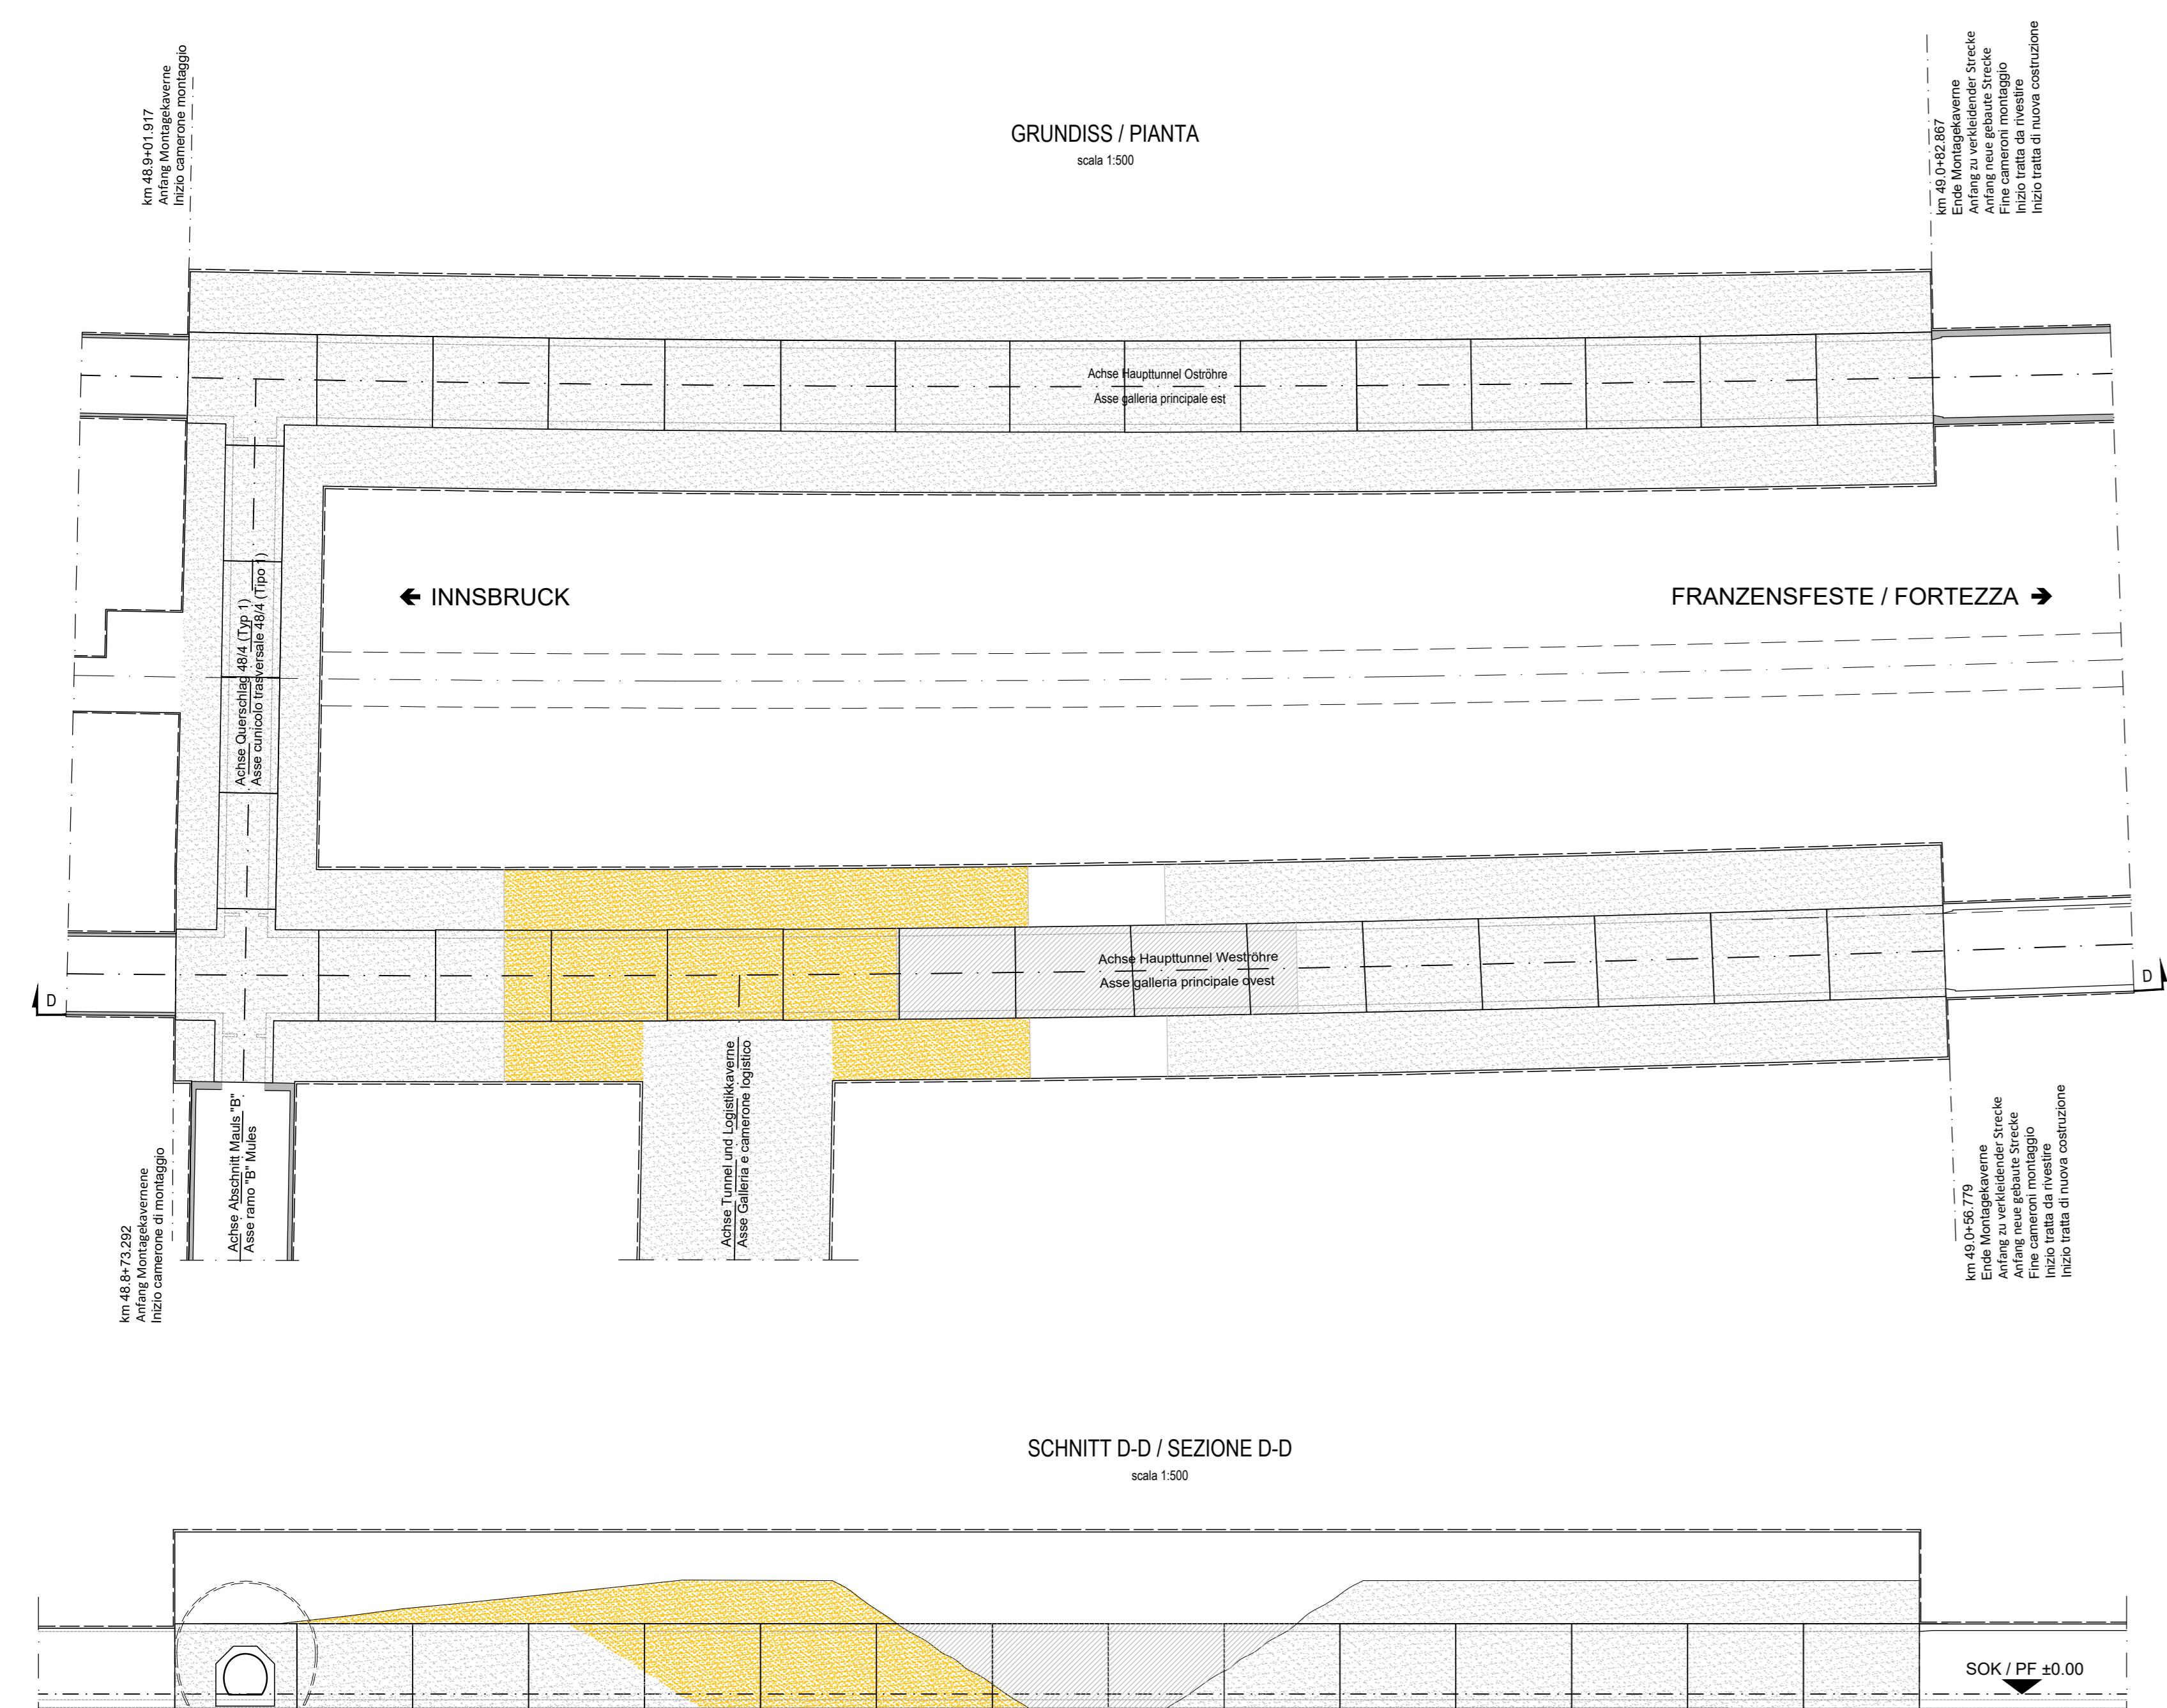 km 48.9+01.917
Anfang Montagekaverne
Inizio camerone montaggio
GRUNDISS / PIANTA
scala 1:500
km 49.0+82.867
Ende Montagekaverne
Anfang zu verkleidender Strecke
Anfang neue gebaute Strecke
Fine cameroni montaggio
Inizio tratta da rivestire
Inizio tratta di nuova costruzione
Achse Haupttunnel Oströhre
Asse galleria principale est
🡸 INNSBRUCK
FRANZENSFESTE / FORTEZZA 🡺
Achse Querschlag 48/4 (Typ 1)
Asse cunicolo trasversale 48/4 (Tipo 1)
Achse Haupttunnel Weströhre
Asse galleria principale ovest
D
D
Achse Abschnitt Mauls "B"
Asse ramo "B" Mules
Achse Tunnel und Logistikkaverne
Asse Galleria e camerone logistico
km 48.8+73.292
Anfang Montagekavernene
Inizio camerone di montaggio
km 49.0+56.779
Ende Montagekaverne
Anfang zu verkleidender Strecke
Anfang neue gebaute Strecke
Fine cameroni montaggio
Inizio tratta da rivestire
Inizio tratta di nuova costruzione
SCHNITT D-D / SEZIONE D-D
scala 1:500
SOK / PF ±0.00